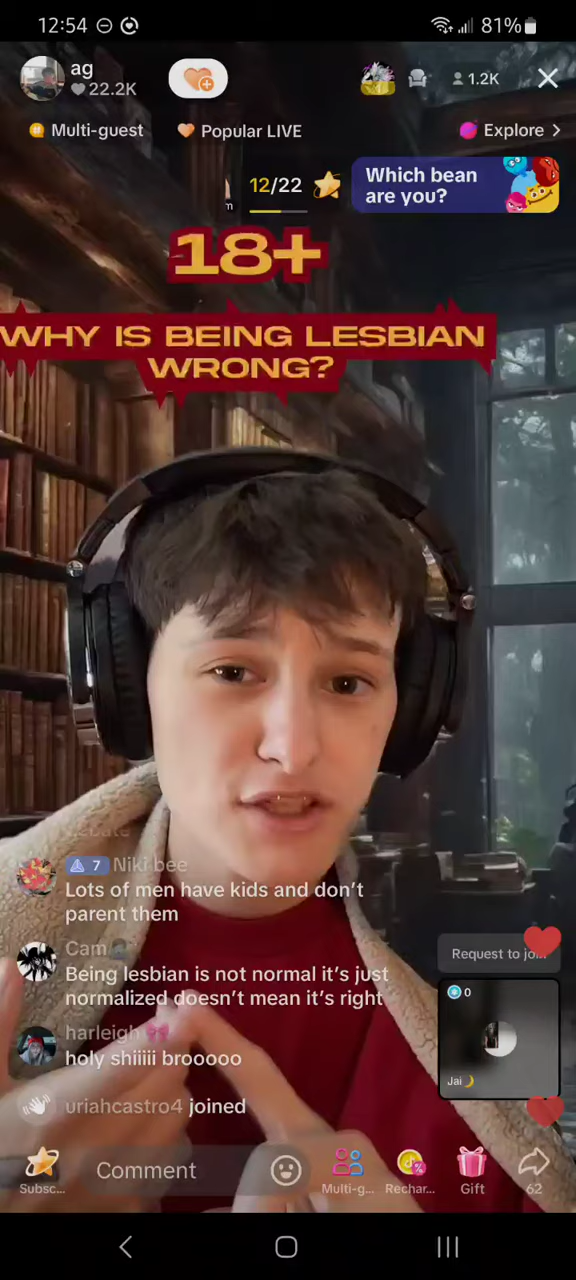 12:54
81%
ag
22.2K
1.2K
Multi-guest
Popular LIVE
Explore >
12/22
Which bean
are you?
18+
WHY IS BEING LESBIAN
WRONG?
7 Niki bee
Lots of men have kids and don't
parent them
Cam
Being lesbian is not normal it's just
normalized doesn't mean it's right
harleigh
holy shiiiii brooooo
uriahcastro4 joined
Request to joi...
0
Jai
Comment
Subsc...
Multi-g...
Rechar...
Gift
62